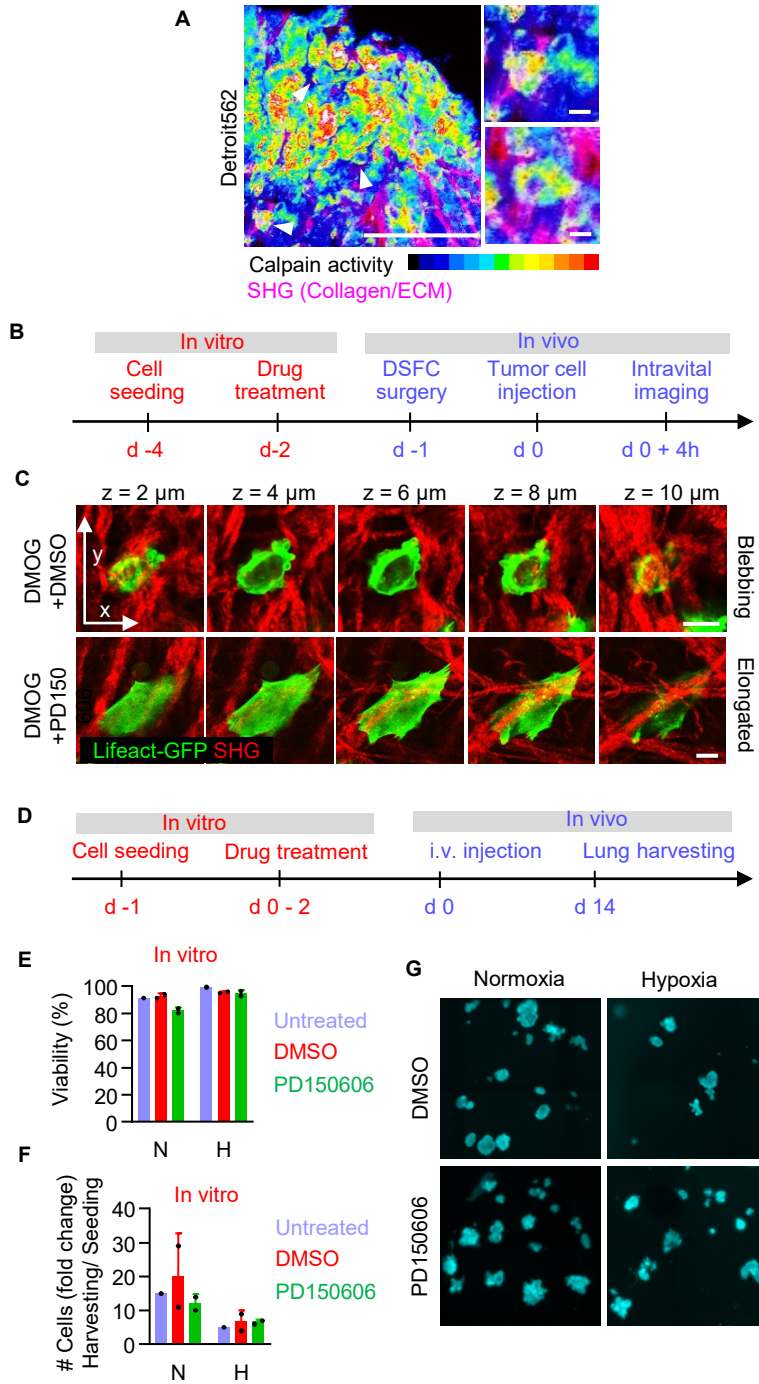 A
Detroit562
Calpain activity
SHG (Collagen/ECM)
B
In vitro
In vivo
Cell seeding
Drug treatment
DSFC surgery
Tumor cell injection
Intravital imaging
d -4
d-2
d -1
d 0
d 0 + 4h
C
z = 2 µm
z = 4 µm
z = 6 µm
z = 8 µm
z = 10 µm
DMOG
+DMSO
y
x
Blebbing
DMOG
+PD150
606
Elongated
Lifeact-GFP SHG
D
In vitro
In vivo
Cell seeding
Drug treatment
i.v. injection
Lung harvesting
d -1
d 0 - 2
d 0
d 14
E
In vitro
Viability (%)
100
80
60
40
20
0
N
H
Untreated
DMSO
PD150606
F
In vitro
# Cells (fold change)
Harvesting/ Seeding
40
30
20
10
0
N
H
Untreated
DMSO
PD150606
G
Normoxia
Hypoxia
DMSO
PD150606